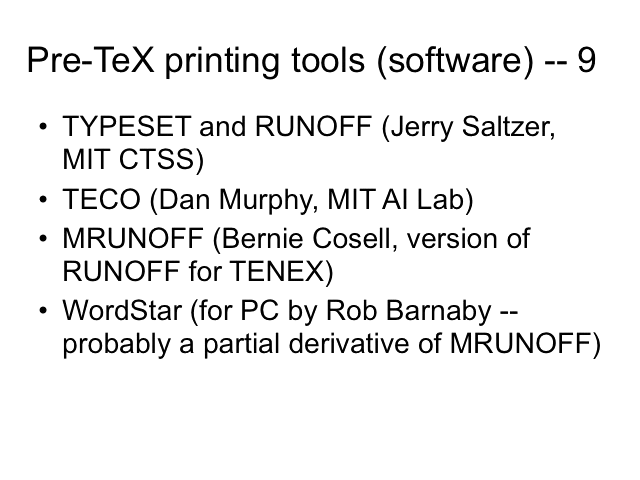 Pre-TeX printing tools (software) -- 9
• TYPESET and RUNOFF (Jerry Saltzer,
MIT CTSS)
• TECO (Dan Murphy, MIT AI Lab)
• MRUNOFF (Bernie Cosell, version of
RUNOFF for TENEX)
• WordStar (for PC by Rob Barnaby --
probably a partial derivative of MRUNOFF)